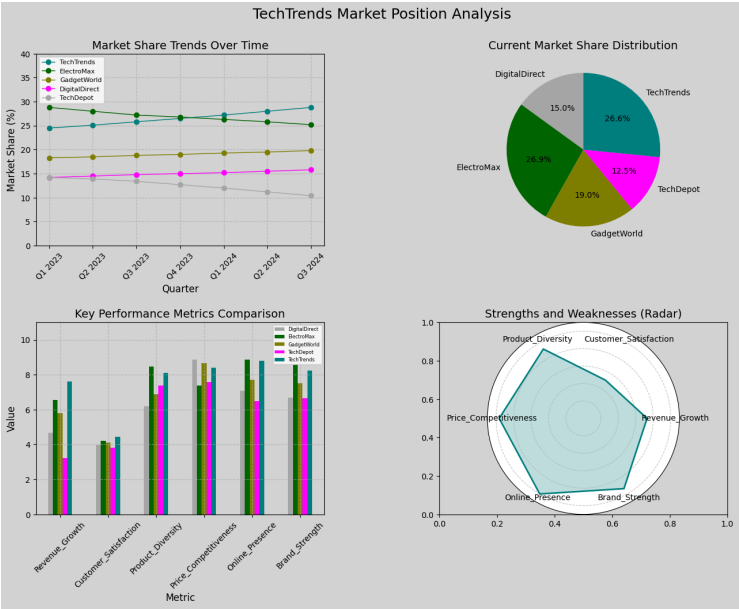 TechTrends Market Position Analysis
Market Share Trends Over Time
40
35
30
25
20
15
10
5
0
Market Share (%)
TechTrends
ElectroMax
GadgetWorld
DigitalDirect
TechDepot
Q1 2023
Q2 2023
Q3 2023
Q4 2023
Q1 2024
Q2 2024
Q3 2024
Quarter
Current Market Share Distribution
DigitalDirect
15.0%
TechTrends
26.6%
ElectroMax
26.9%
12.5%
TechDepot
19.0%
GadgetWorld
Key Performance Metrics Comparison
10
8
6
4
2
0
Value
DigitalDirect
ElectroMax
GadgetWorld
TechDepot
TechTrends
Revenue_Growth
Customer_Satisfaction
Product_Diversity
Price_Competitiveness
Online_Presence
Brand_Strength
Metric
Strengths and Weaknesses (Radar)
1.0
0.8
0.6
0.4
0.2
0.0
Product_Diversity
Customer_Satisfaction
Price_Competitiveness
Revenue_Growth
Online_Presence
Brand_Strength
0.0
0.2
0.4
0.6
0.8
1.0